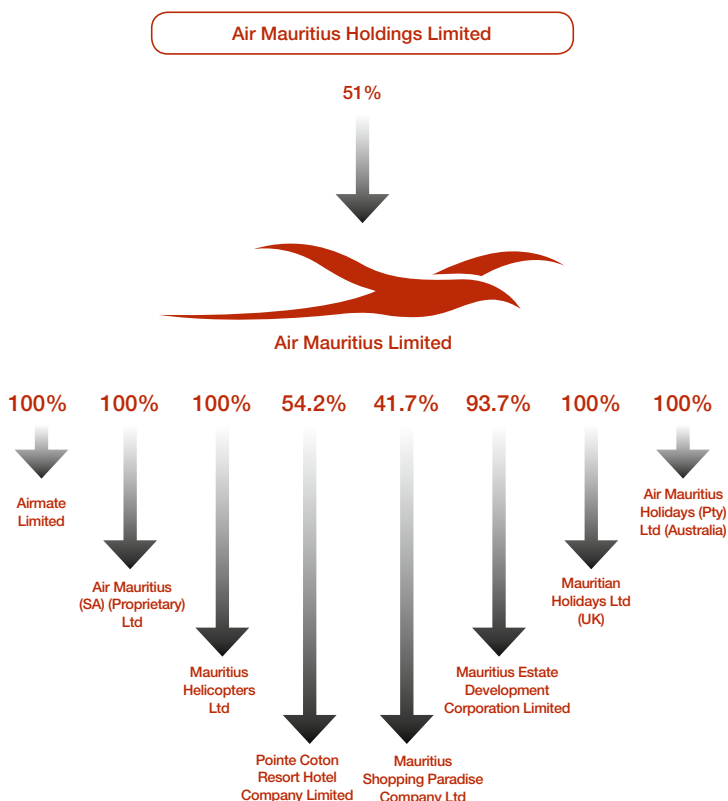 Air Mauritius Holdings Limited
51%
Air Mauritius Limited
100% 100% 100% 54.2% 41.7% 93.7% 100% 100%
Airmate
Limited
Air Mauritius
(SA) (Proprietary)
Ltd
Mauritius
Helicopters
Ltd
Pointe Coton
Resort Hotel
Company Limited
Mauritius
Shopping Paradise
Company Ltd
Mauritius Estate
Development
Corporation Limited
Mauritian
Holidays Ltd
(UK)
Air Mauritius
Holidays (Pty)
Ltd (Australia)